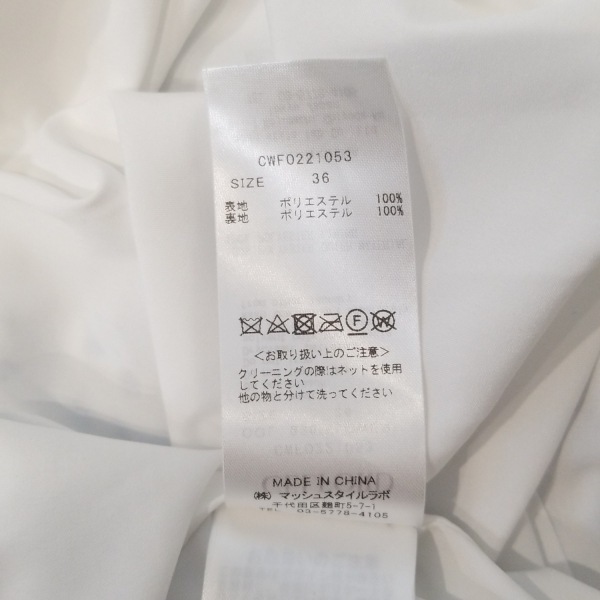 CWF0221053
SIZE 36
表地 ポリエステル 100%
裏地 ポリエステル 100%
F W
<お取り扱い上のご注意>
クリーニングの際はネットを使用
してください
他の物と分けて洗ってください
MADE IN CHINA
(株) マッシュスタイルラボ
千代田区麹町5-7-1
TEL 03-5778-4105